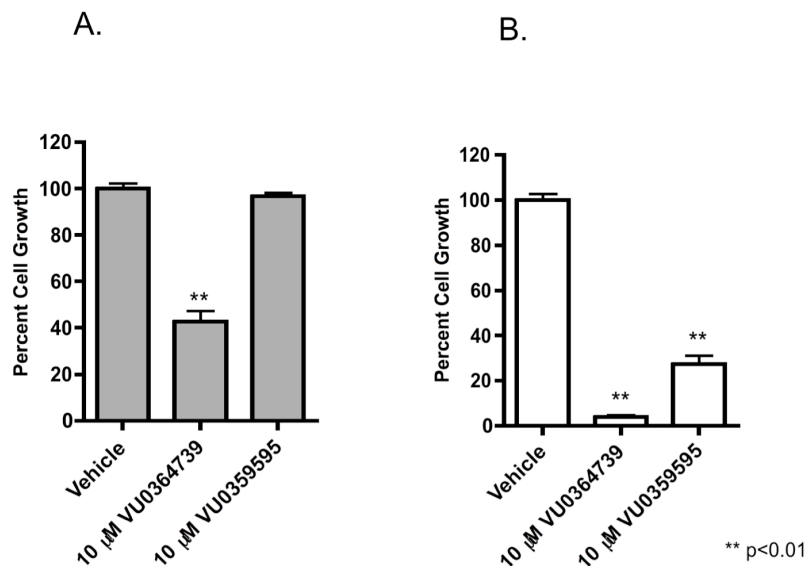 A.
Percent Cell Growth
120
100
80
60
40
20
0
**
Vehicle
10 µM VU0364739
10 µM VU0359595
B.
Percent Cell Growth
120
100
80
60
40
20
0
**
**
Vehicle
10 µM VU0364739
10 µM VU0359595
** p<0.01